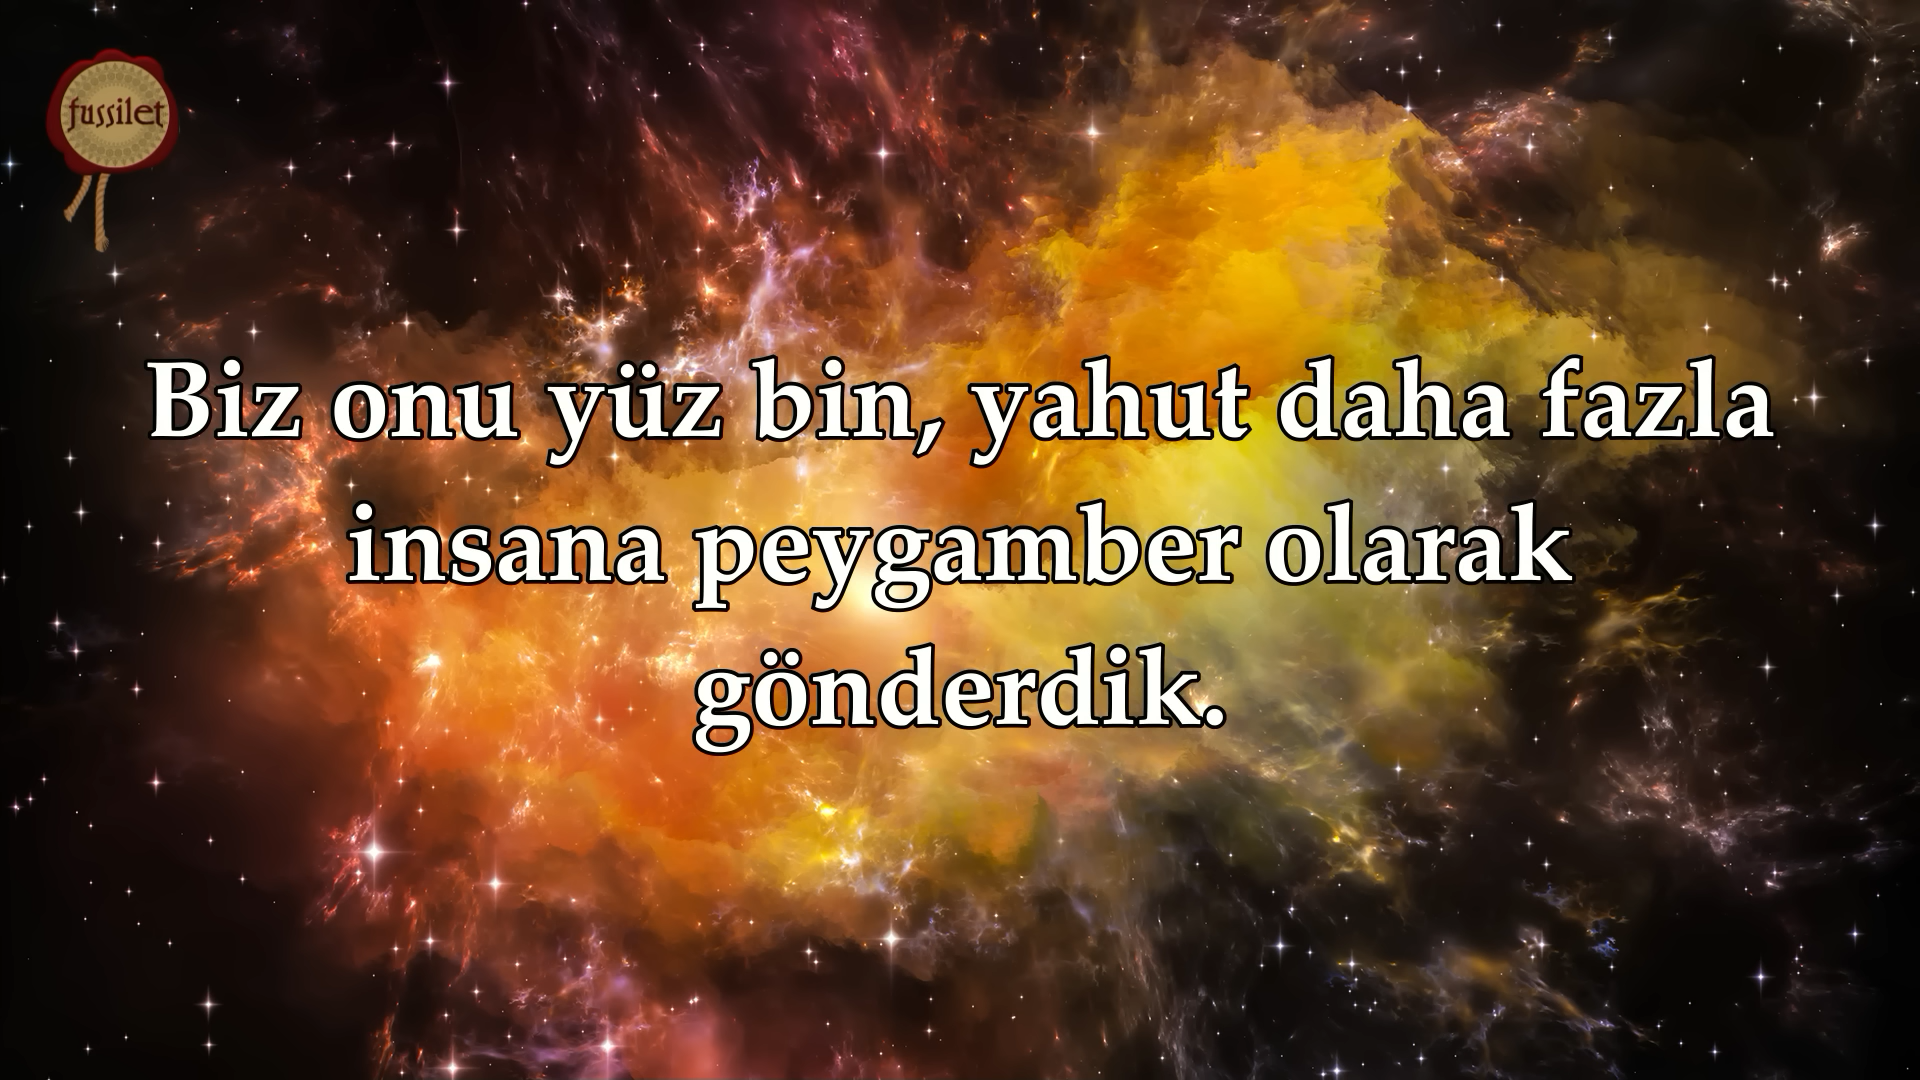 fussilet
Biz onu yüz bin, yahut daha fazla
insana peygamber olarak
gönderdik.